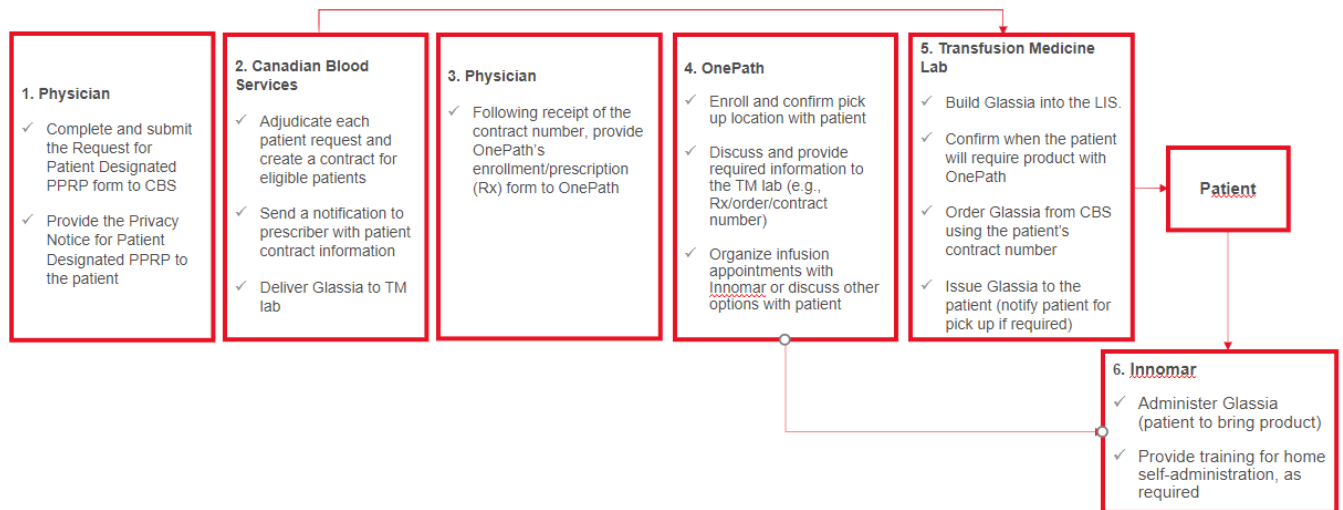 1. Physician
✓ Complete and submit
the Request for
Patient Designated
PPRP form to CBS
✓ Provide the Privacy
Notice for Patient
Designated PPRP to
the patient
2. Canadian Blood
Services
✓ Adjudicate each
patient request and
create a contract for
eligible patients
✓ Send a notification to
prescriber with patient
contract information
✓ Deliver Glassia to TM
lab
3. Physician
✓ Following receipt of the
contract number, provide
OnePath's
enrollment/prescription
(Rx) form to OnePath
4. OnePath
✓ Enroll and confirm pick
up location with patient
✓ Discuss and provide
required information to
the TM lab (e.g.,
Rx/order/contract
number)
✓ Organize infusion
appointments with
Innomar or discuss other
options with patient
5. Transfusion Medicine
Lab
✓ Build Glassia into the LIS.
✓ Confirm when the patient
will require product with
OnePath
✓ Order Glassia from CBS
using the patient's
contract number
✓ Issue Glassia to the
patient (notify patient for
pick up if required)
Patient
6. Innomar
✓ Administer Glassia
(patient to bring product)
✓ Provide training for home
self-administration, as
required